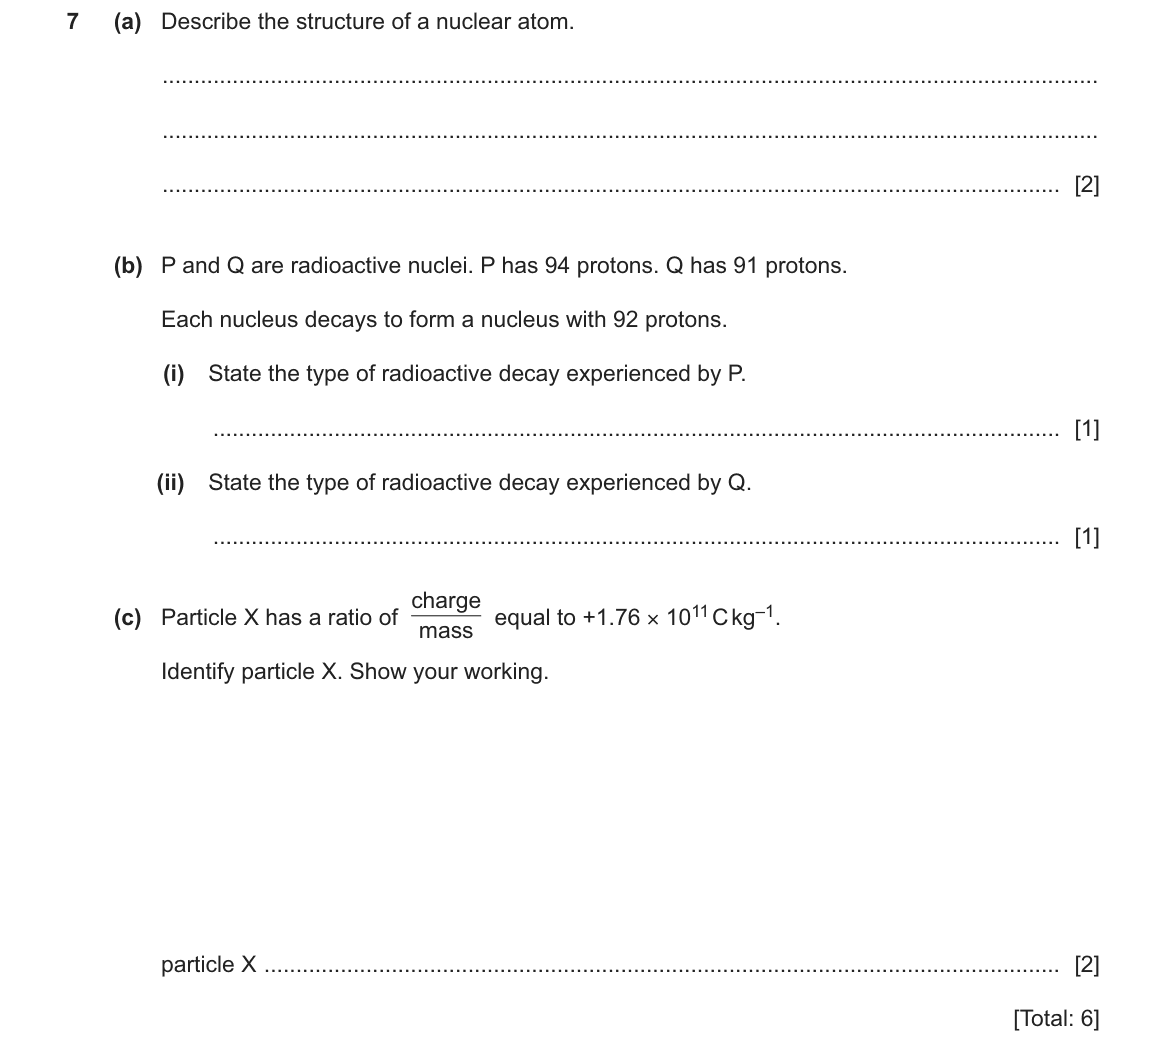 7 (a) Describe the structure of a nuclear atom.
..........................................................................................................................................
..........................................................................................................................................
.................................................................................................................................... [2]
(b) P and Q are radioactive nuclei. P has 94 protons. Q has 91 protons.
Each nucleus decays to form a nucleus with 92 protons.
(i) State the type of radioactive decay experienced by P.
............................................................................................................................ [1]
(ii) State the type of radioactive decay experienced by Q.
............................................................................................................................ [1]
(c) Particle X has a ratio of charge/mass equal to +1.76 × 10¹¹ C kg⁻¹.
Identify particle X. Show your working.
particle X .................................................................................................................... [2]
[Total: 6]